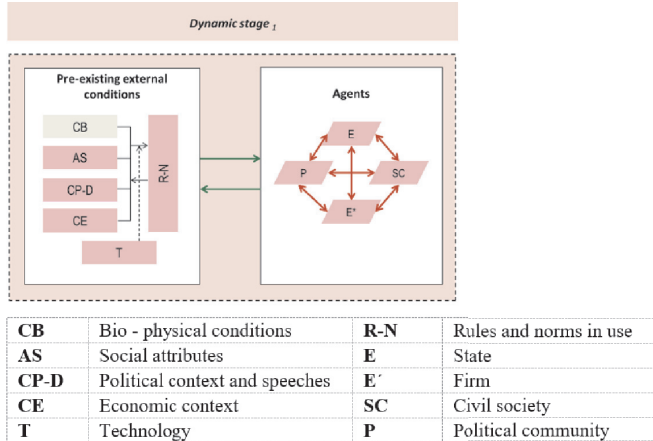 Dynamic stage 1
Pre-existing external
conditions
Agents
CB
AS
CP-D
CE
R-N
T
E
P
SC
E'
CB Bio - physical conditions R-N Rules and norms in use
AS Social attributes E State
CP-D Political context and speeches E´ Firm
CE Economic context SC Civil society
T Technology P Political community